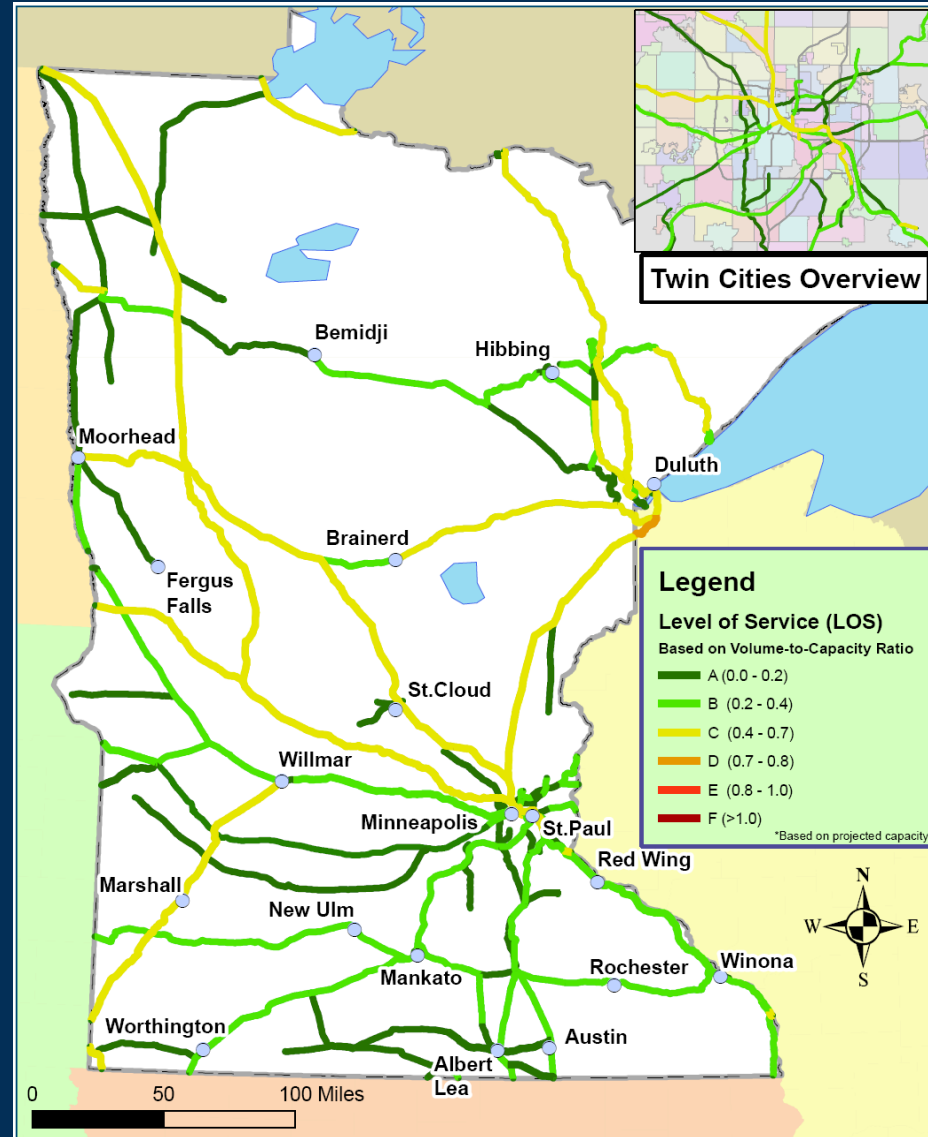 Twin Cities Overview
Bemidji
Hibbing
Moorhead
Duluth
Brainerd
Fergus
Falls
Legend
Level of Service (LOS)
Based on Volume-to-Capacity Ratio
A (0.0 - 0.2)
B (0.2 - 0.4)
C (0.4 - 0.7)
D (0.7 - 0.8)
E (0.8 - 1.0)
F (>1.0)
*Based on projected capacity
St.Cloud
Willmar
Minneapolis
St.Paul
Red Wing
Marshall
New Ulm
Mankato
Rochester
Winona
N
W E
S
Worthington
Albert
Lea
Austin
0 50 100 Miles